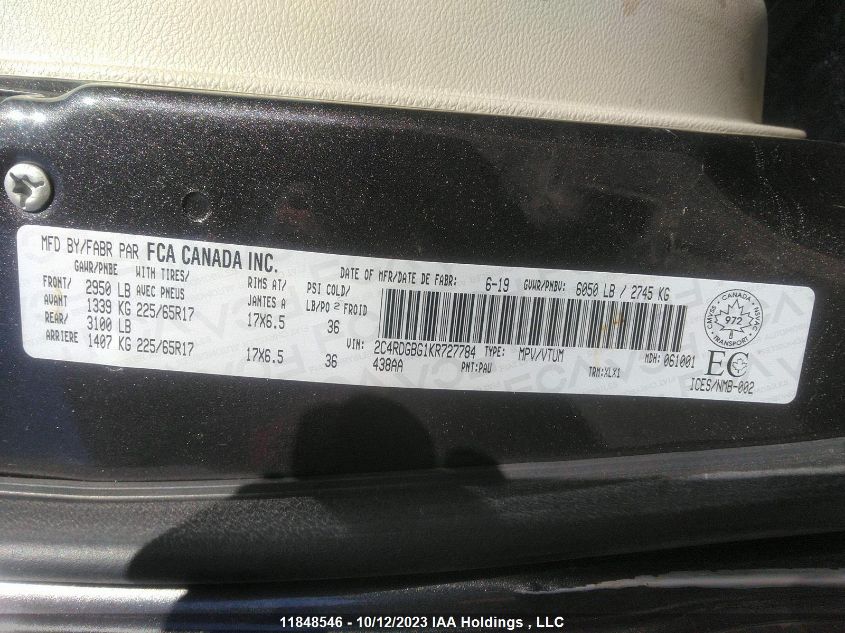 MFD BY/FABR PAR FCA CANADA INC. DATE OF MFR/DATE DE FABR: 6-19 GVWR/PNBV: 6050 LB / 2745 KG
GAWR/PNBE WITH TIRES/ RIMS AT/ PSI COLD/
FRONT/ 2950 LB AVEC PNEUS JANTES A LB/PO² FROID
AVANT 1339 KG 225/65R17 17X6.5 36
REAR/ 3100 LB
ARRIERE 1407 KG 225/65R17 17X6.5 36
VIN: 2C4RDGBG1KR727784 TYPE: MPV/VTUM MDH: 061001
438AA PNT:PAU TRM:XLX1
CANADA
972
TRANSPORT
EC
ICES/NMB-002
11848546 - 10/12/2023 IAA Holdings , LLC